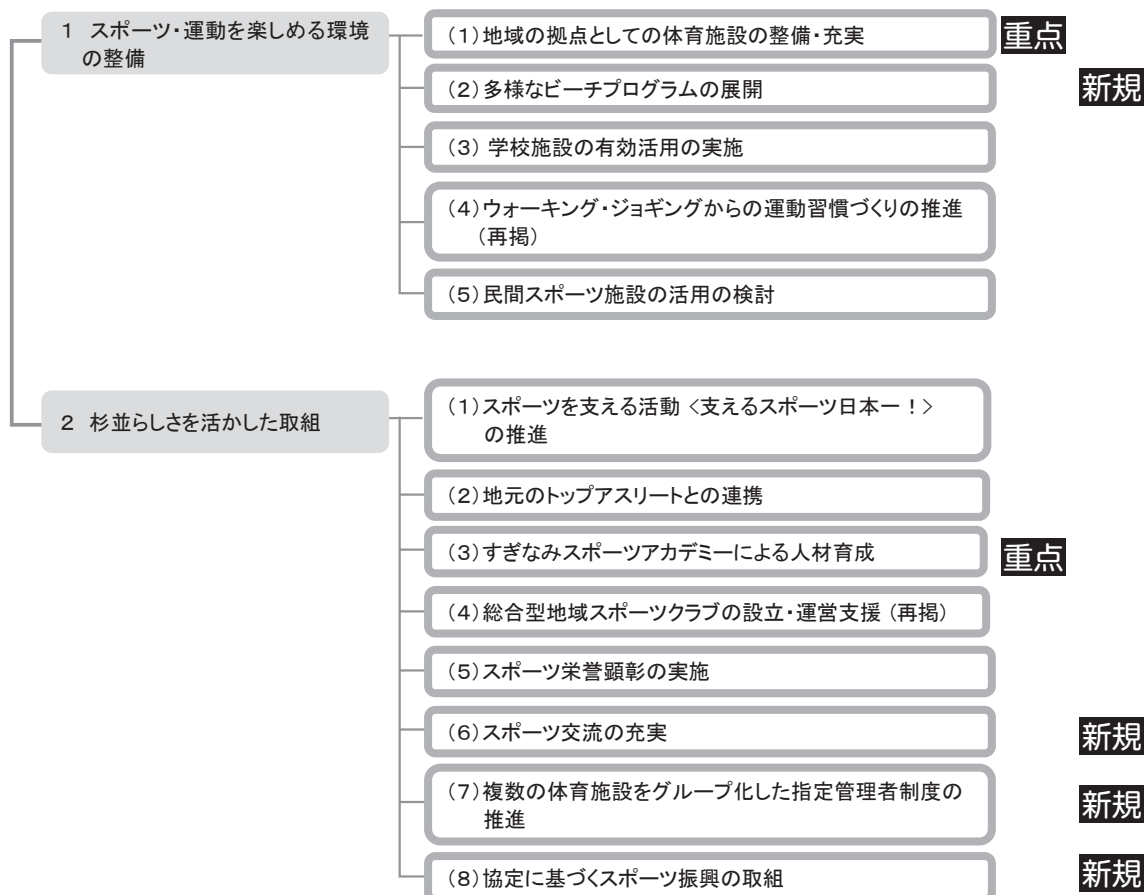 1 スポーツ・運動を楽しめる環境
の整備
(1)地域の拠点としての体育施設の整備・充実
重点
(2)多様なビーチプログラムの展開
新規
(3) 学校施設の有効活用の実施
(4)ウォーキング・ジョギングからの運動習慣づくりの推進
(再掲)
(5)民間スポーツ施設の活用の検討
2 杉並らしさを活かした取組
(1)スポーツを支える活動 <支えるスポーツ日本一!>
の推進
(2)地元のトップアスリートとの連携
(3)すぎなみスポーツアカデミーによる人材育成
重点
(4)総合型地域スポーツクラブの設立・運営支援 (再掲)
(5)スポーツ栄誉顕彰の実施
(6)スポーツ交流の充実
新規
(7)複数の体育施設をグループ化した指定管理者制度の
推進
新規
(8)協定に基づくスポーツ振興の取組
新規